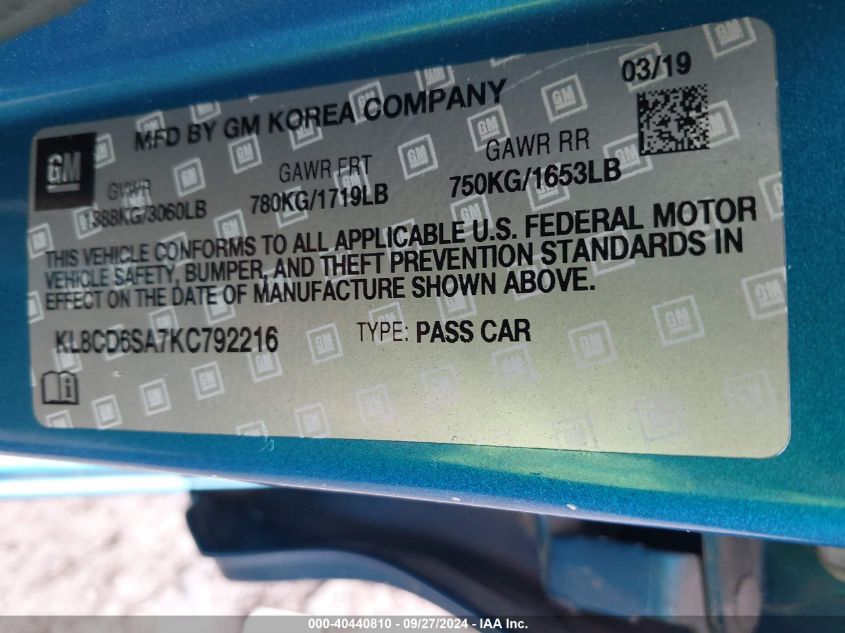 03/19
MFD BY GM KOREA COMPANY
GM
GVWR GAWR FRT GAWR RR
1388KG/3060LB 780KG/1719LB 750KG/1653LB
THIS VEHICLE CONFORMS TO ALL APPLICABLE U.S. FEDERAL MOTOR
VEHICLE SAFETY, BUMPER, AND THEFT PREVENTION STANDARDS IN
EFFECT ON THE DATE OF MANUFACTURE SHOWN ABOVE.
KL8CD6SA7KC792216 TYPE: PASS CAR
000-40440810 - 09/27/2024 - IAA Inc.